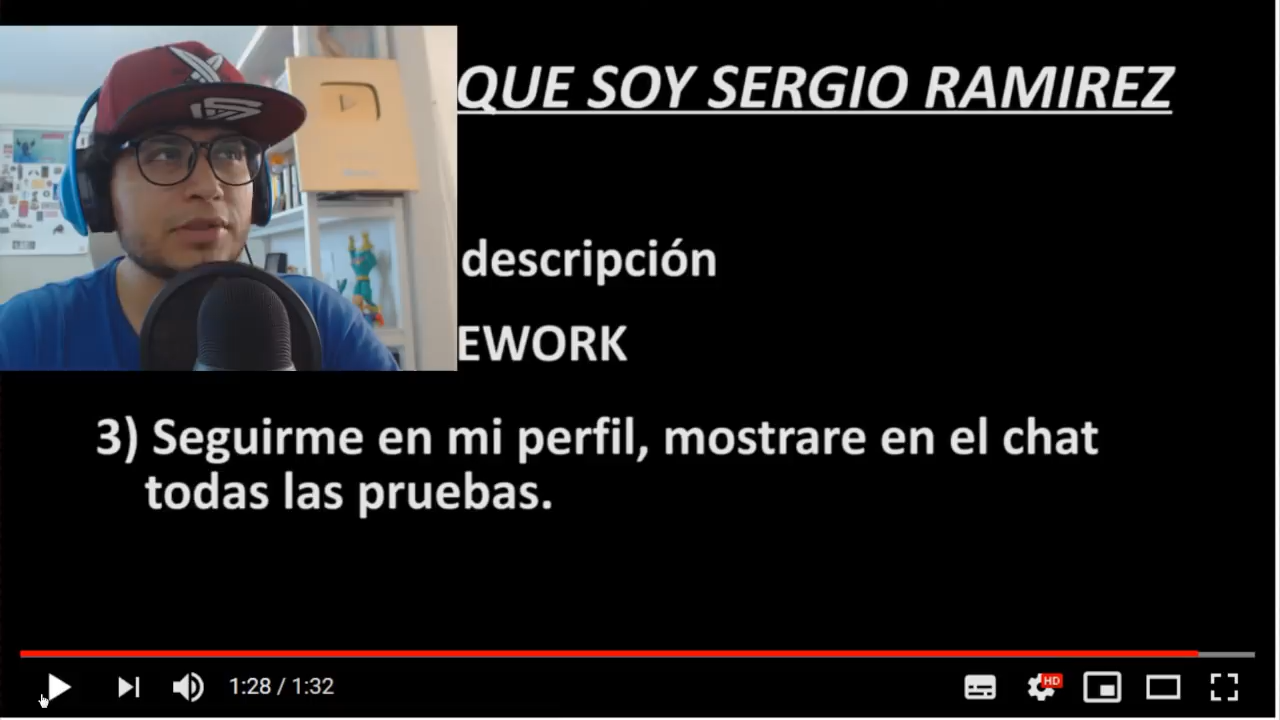 QUE SOY SERGIO RAMIREZ
descripción
EWORK
3) Seguirme en mi perfil, mostrare en el chat
todas las pruebas.
1:28 / 1:32
HD